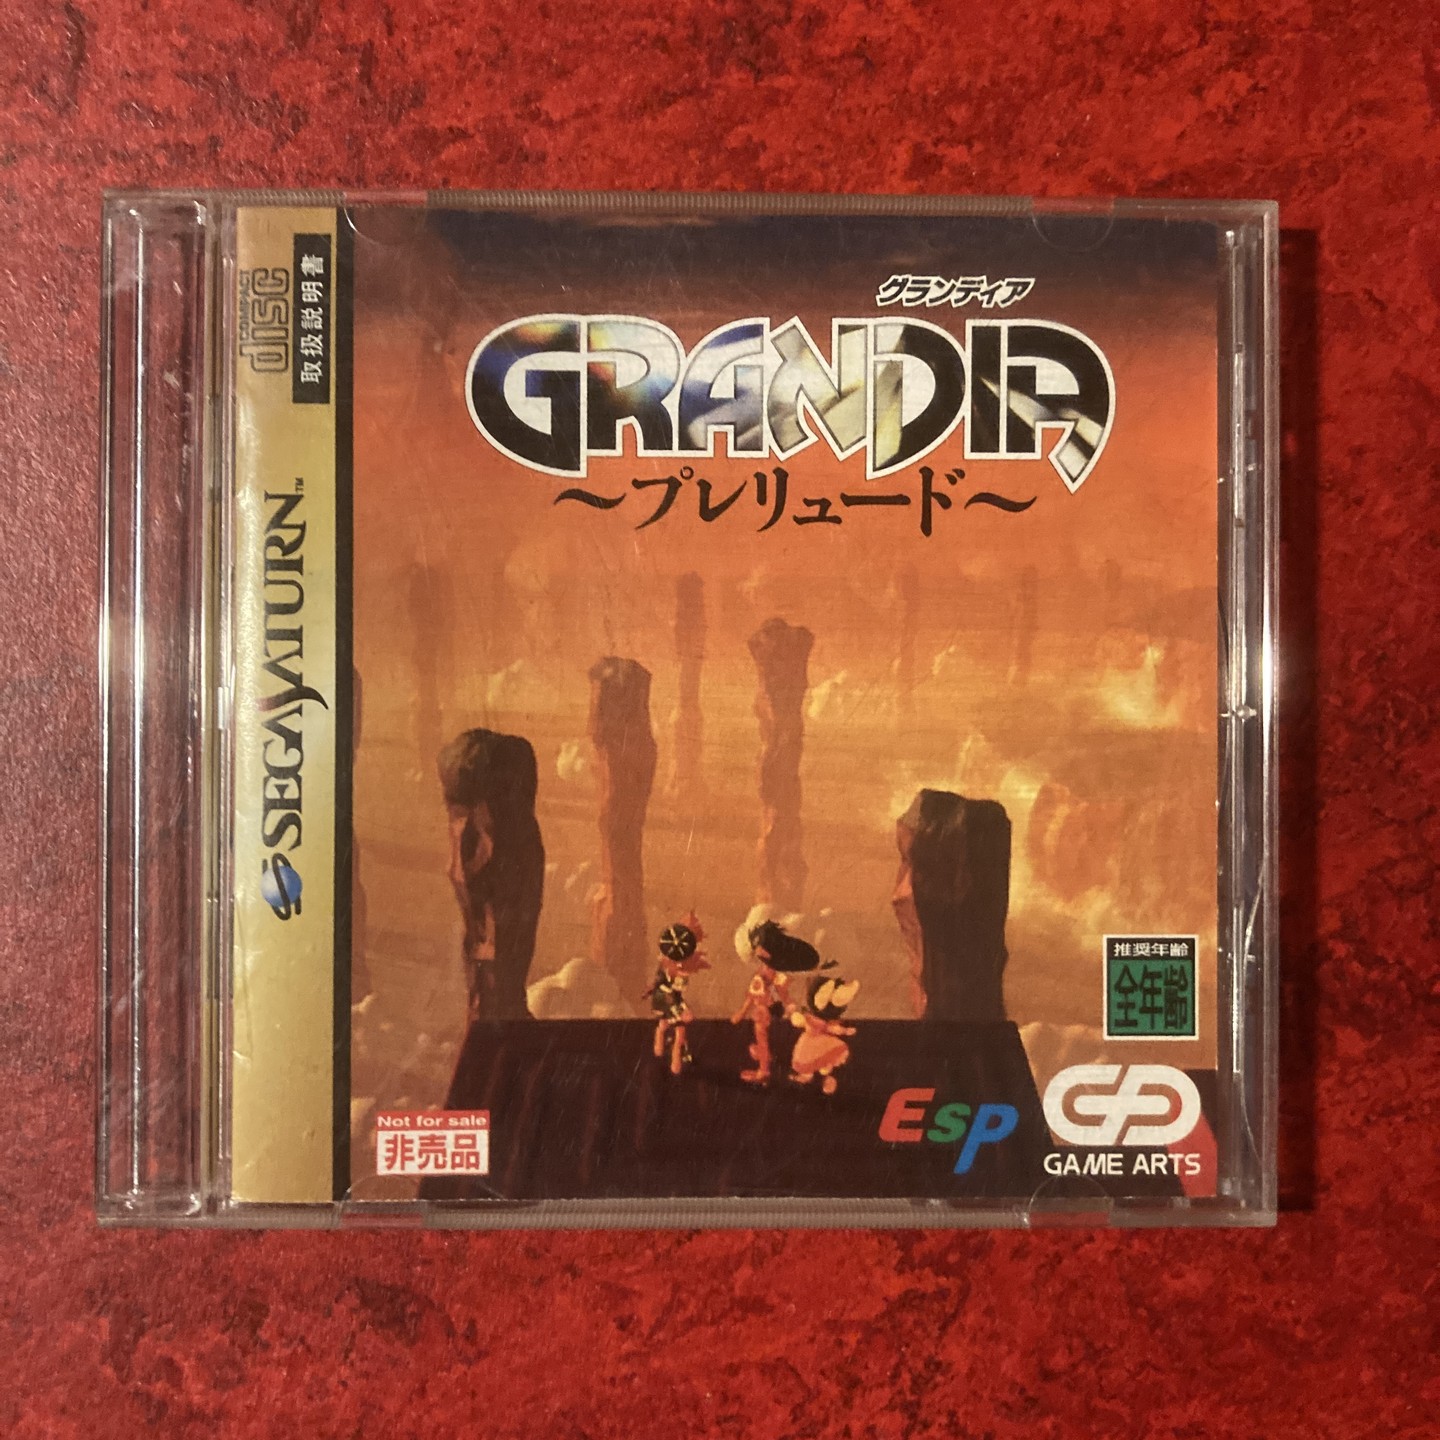 COMPACT
disc
取扱説明書
SEGA SATURN™
グランディア
GRANDIA
～プレリュード～
推奨年齢
全年齢
Not for sale
非売品
ESP
GAME ARTS